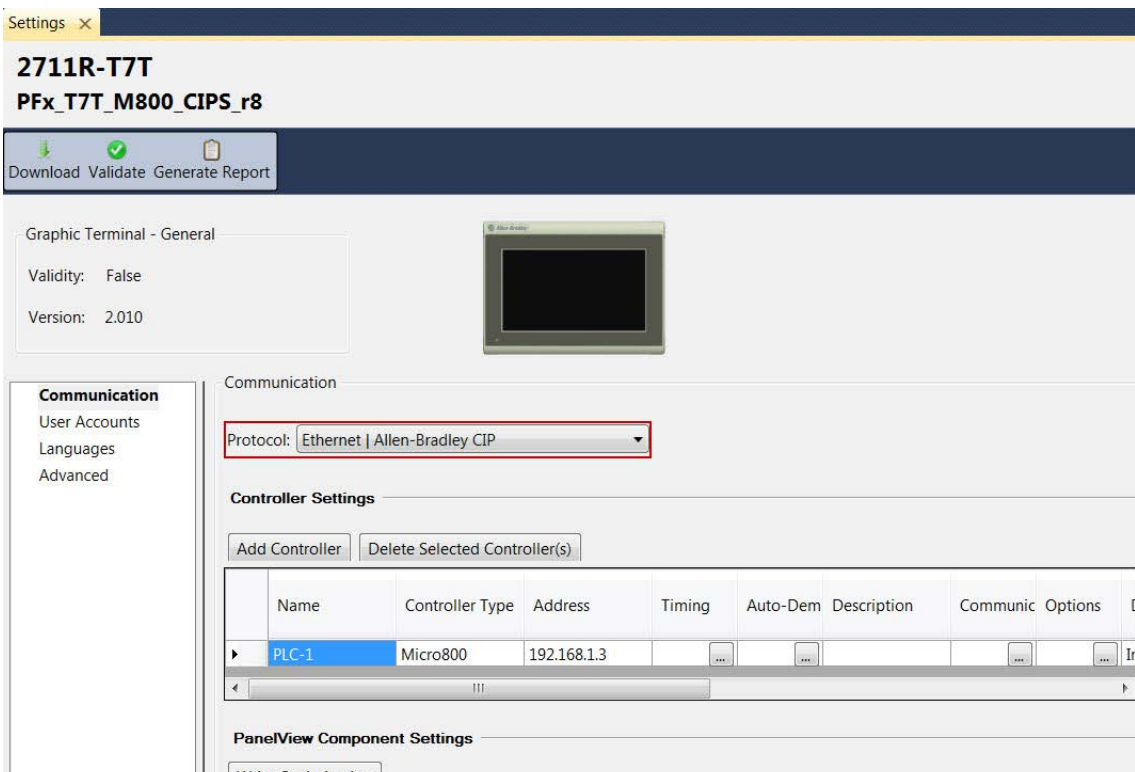 Settings ×
2711R-T7T
PFx_T7T_M800_CIPS_r8
Download Validate Generate Report
Graphic Terminal - General
Validity: False
Version: 2.010
Allen-Bradley
Communication
User Accounts
Languages
Advanced
Communication
Protocol: Ethernet | Allen-Bradley CIP
Controller Settings
Add Controller Delete Selected Controller(s)
Name Controller Type Address Timing Auto-Dem Description Communic Options
PLC-1 Micro800 192.168.1.3 ... ... ... ...
PanelView Component Settings